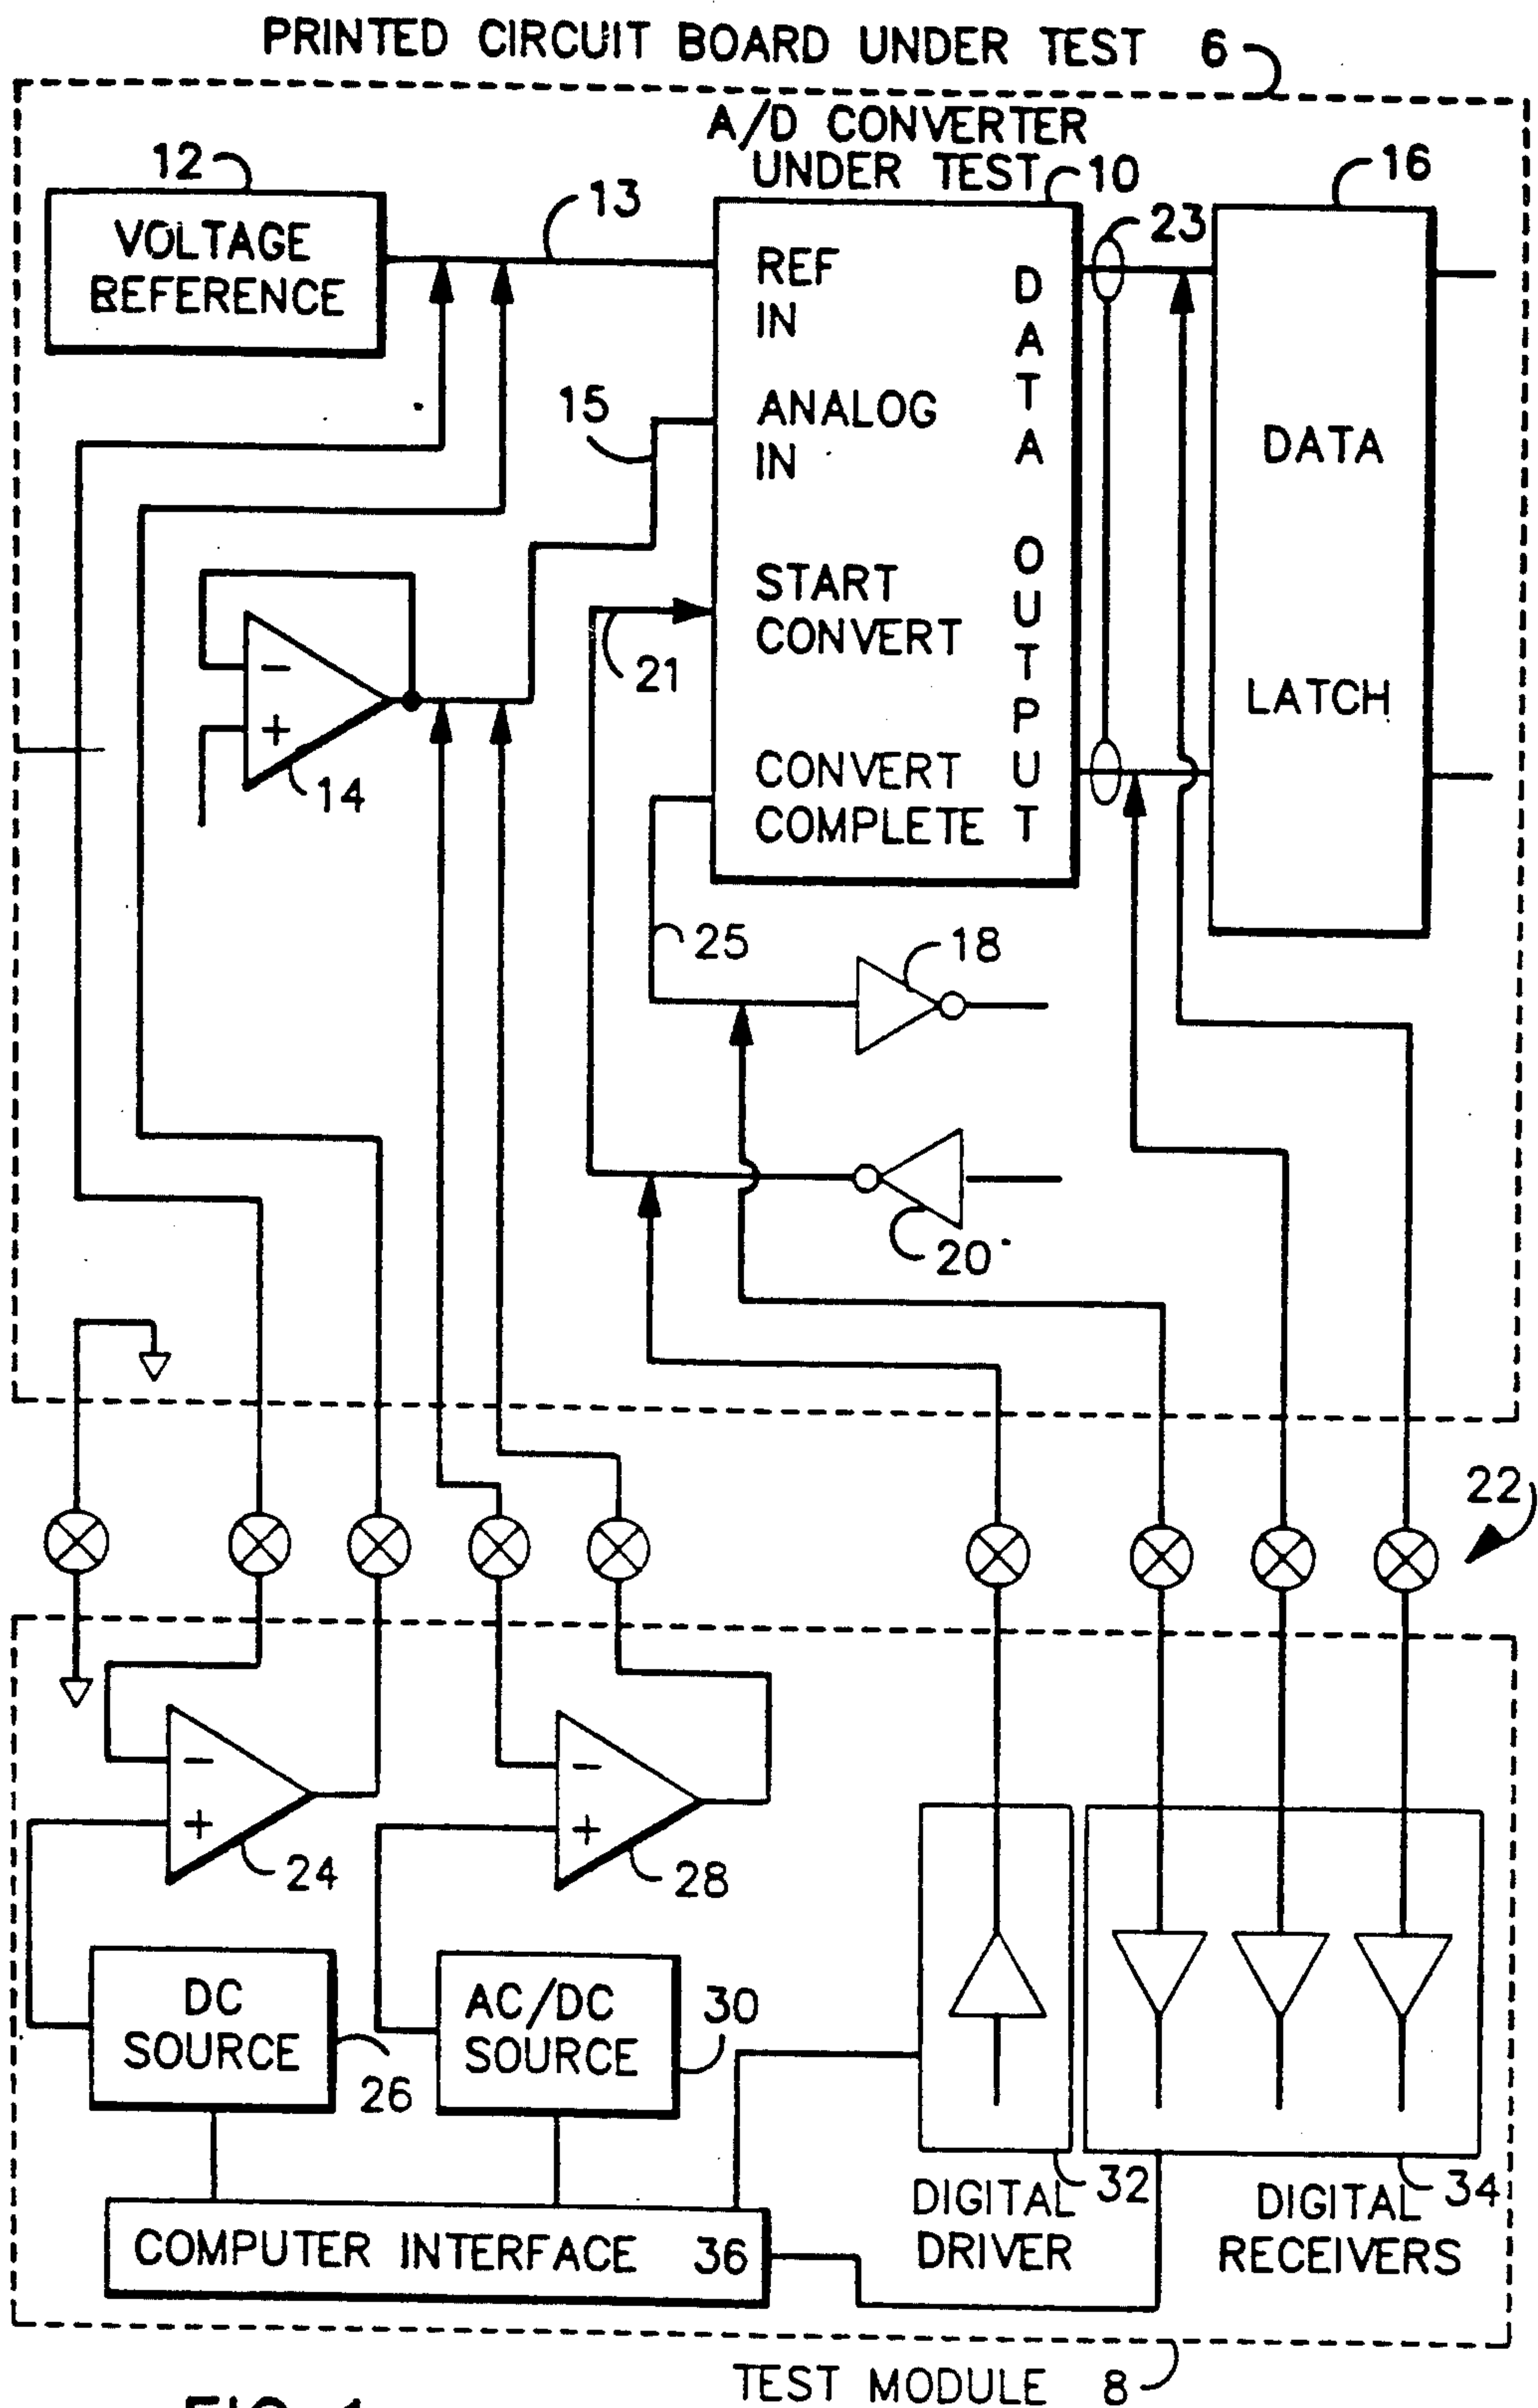 PRINTED CIRCUIT BOARD UNDER TEST 6
A/D CONVERTER
UNDER TEST 10
12
VOLTAGE
REFERENCE
13
23
16
REF
IN
ANALOG
IN
START
CONVERT
CONVERT
COMPLETE
DATA OUTPUT
DATA
LATCH
15
21
−
+
14
25
18
20
22
−
+
24
−
+
28
DC
SOURCE
26
AC/DC
SOURCE
30
32
DIGITAL
DRIVER
34
DIGITAL
RECEIVERS
COMPUTER INTERFACE 36
TEST MODULE 8